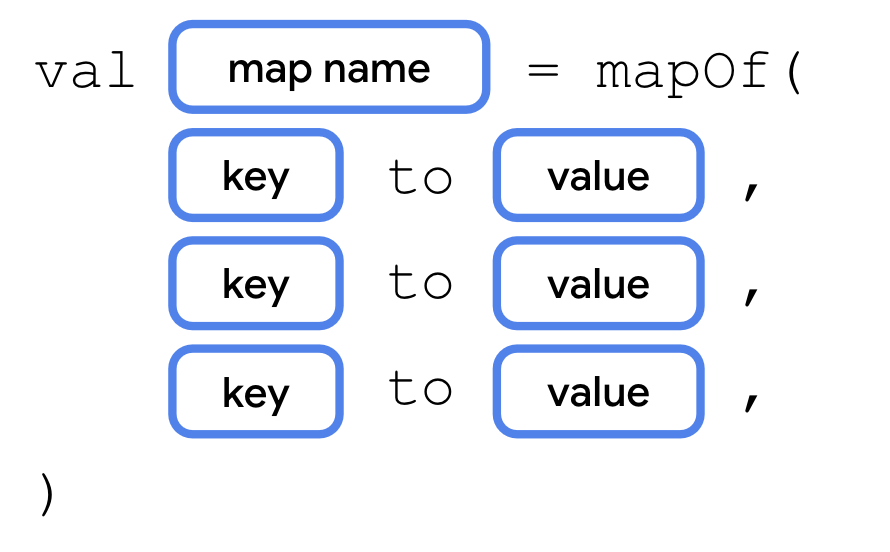 val map name = mapOf(
key to value ,
key to value ,
key to value ,
)